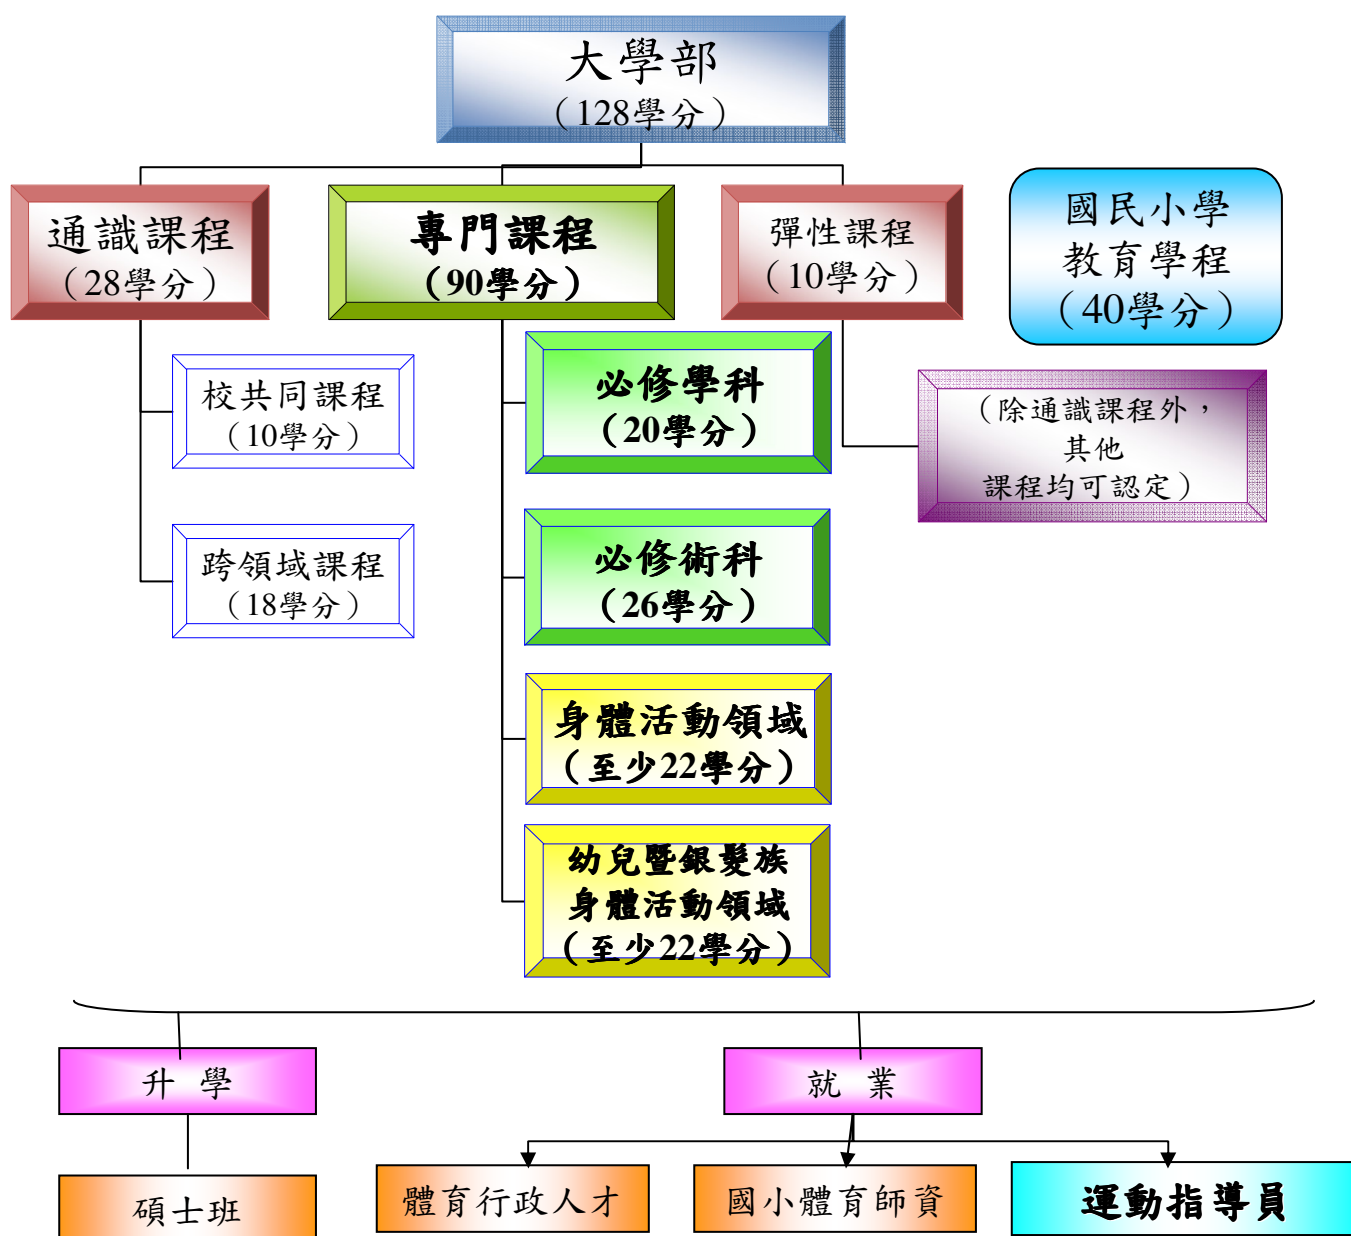 大學部
（128學分）
通識課程
（28學分）
專門課程
（90學分）
彈性課程
（10學分）
國民小學
教育學程
（40學分）
校共同課程
（10學分）
必修學科
（20學分）
（除通識課程外，
其他
課程均可認定）
跨領域課程
（18學分）
必修術科
（26學分）
身體活動領域
（至少22學分）
幼兒暨銀髮族
身體活動領域
（至少22學分）
升 學
就 業
碩士班
體育行政人才
國小體育師資
運動指導員